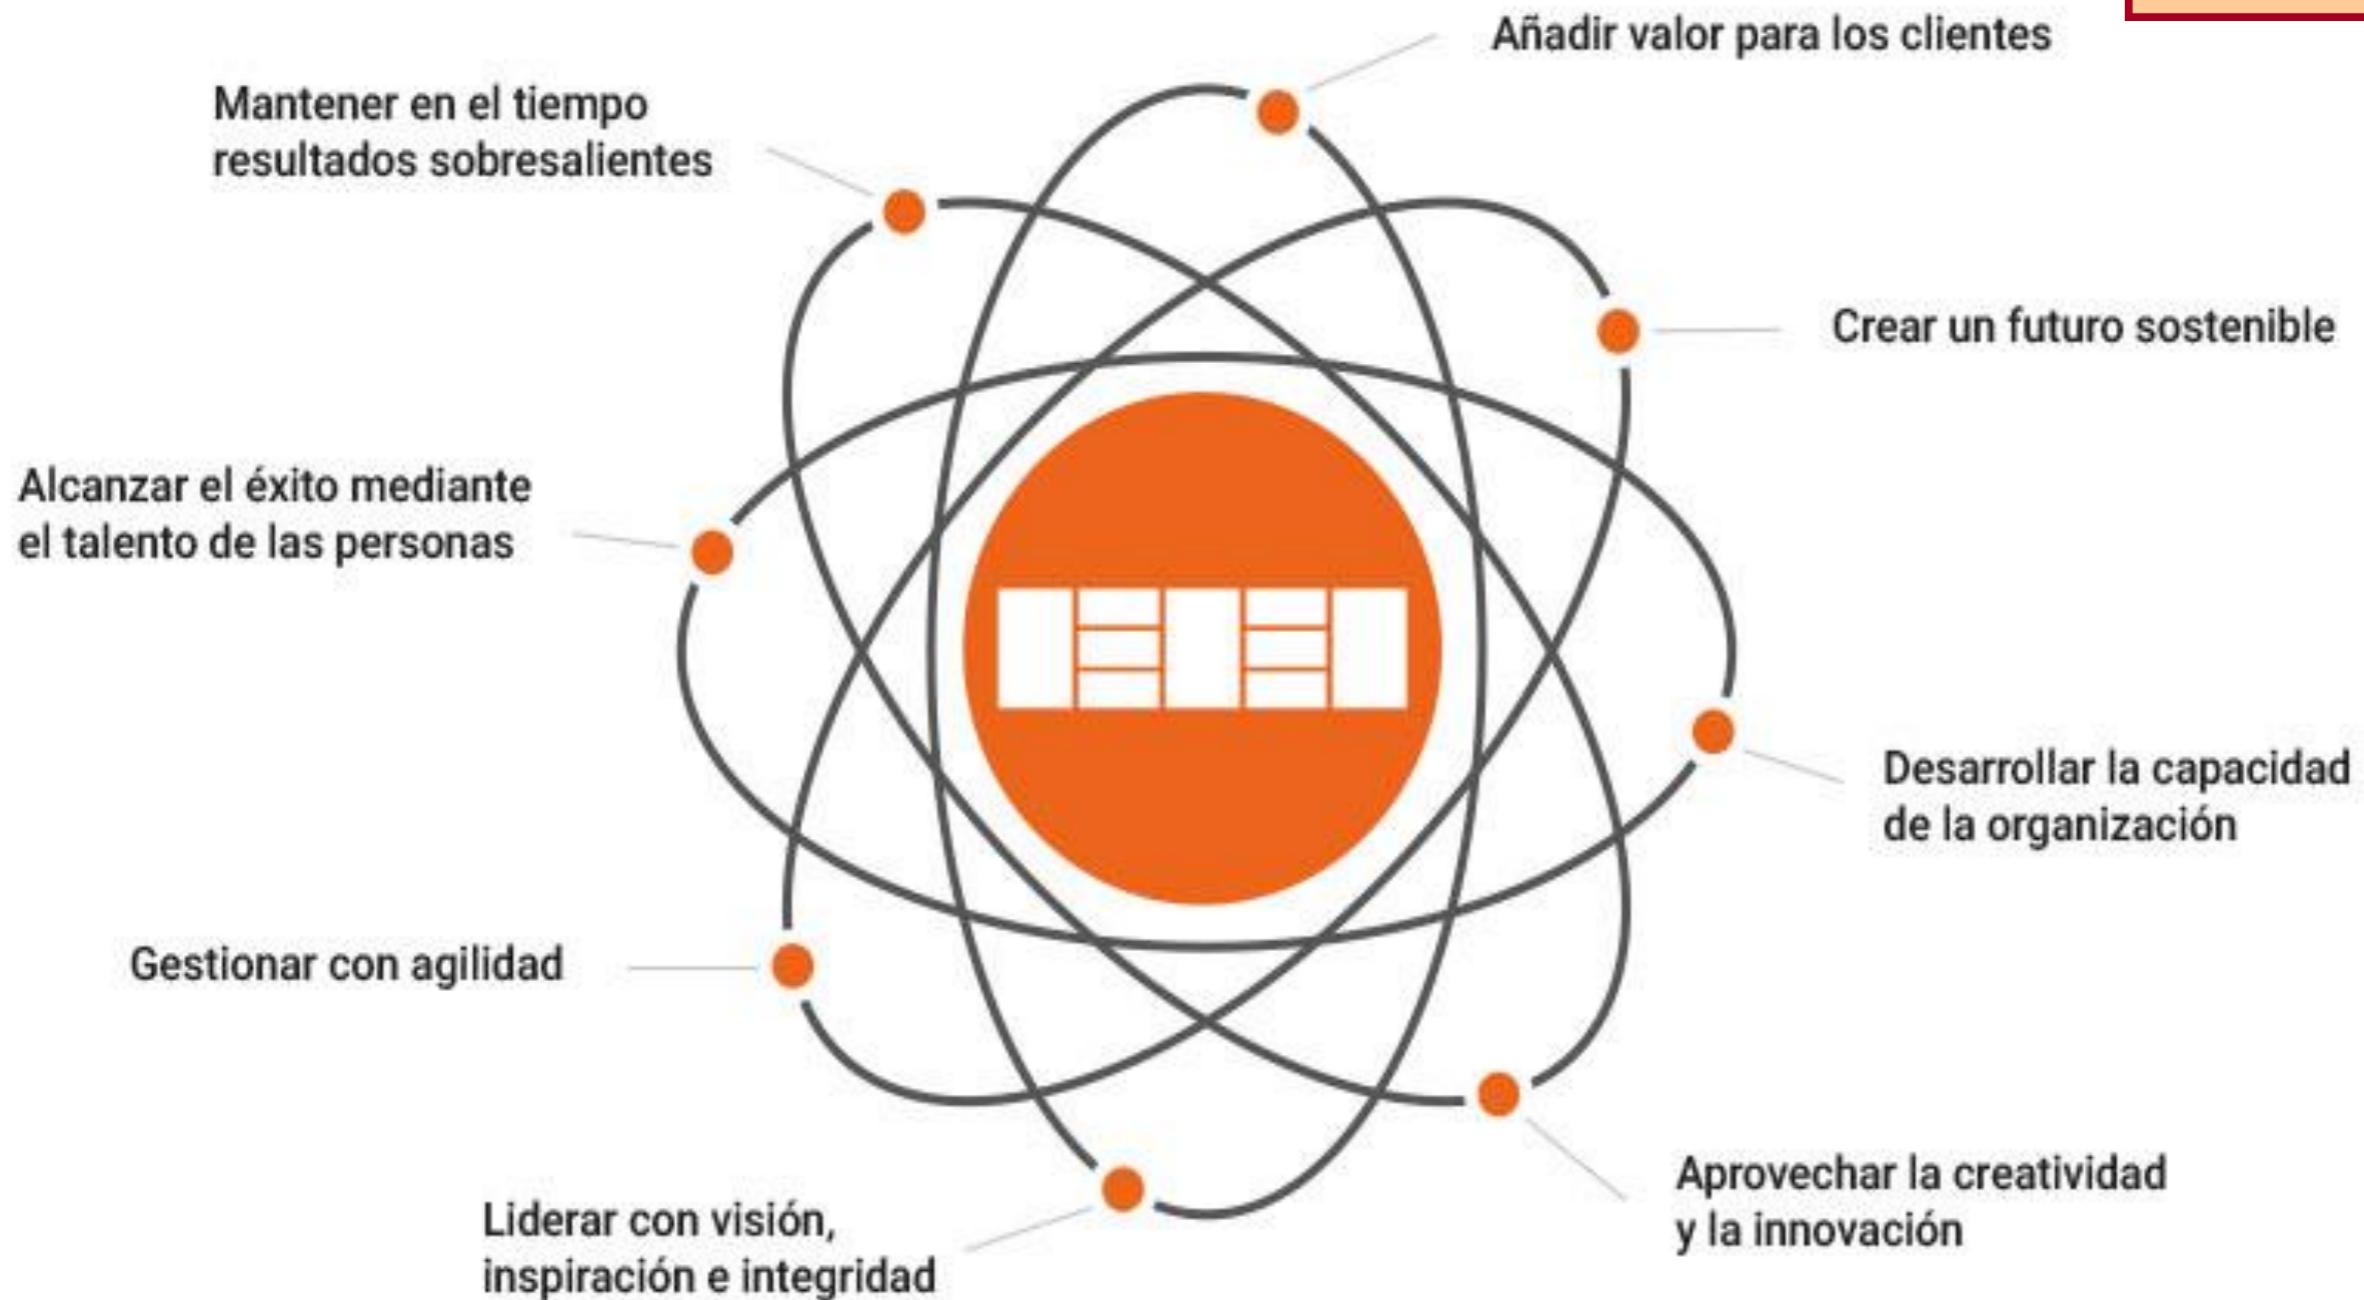 Añadir valor para los clientes
Mantener en el tiempo
resultados sobresalientes
Crear un futuro sostenible
Alcanzar el éxito mediante
el talento de las personas
Desarrollar la capacidad
de la organización
Gestionar con agilidad
Aprovechar la creatividad
y la innovación
Liderar con visión,
inspiración e integridad